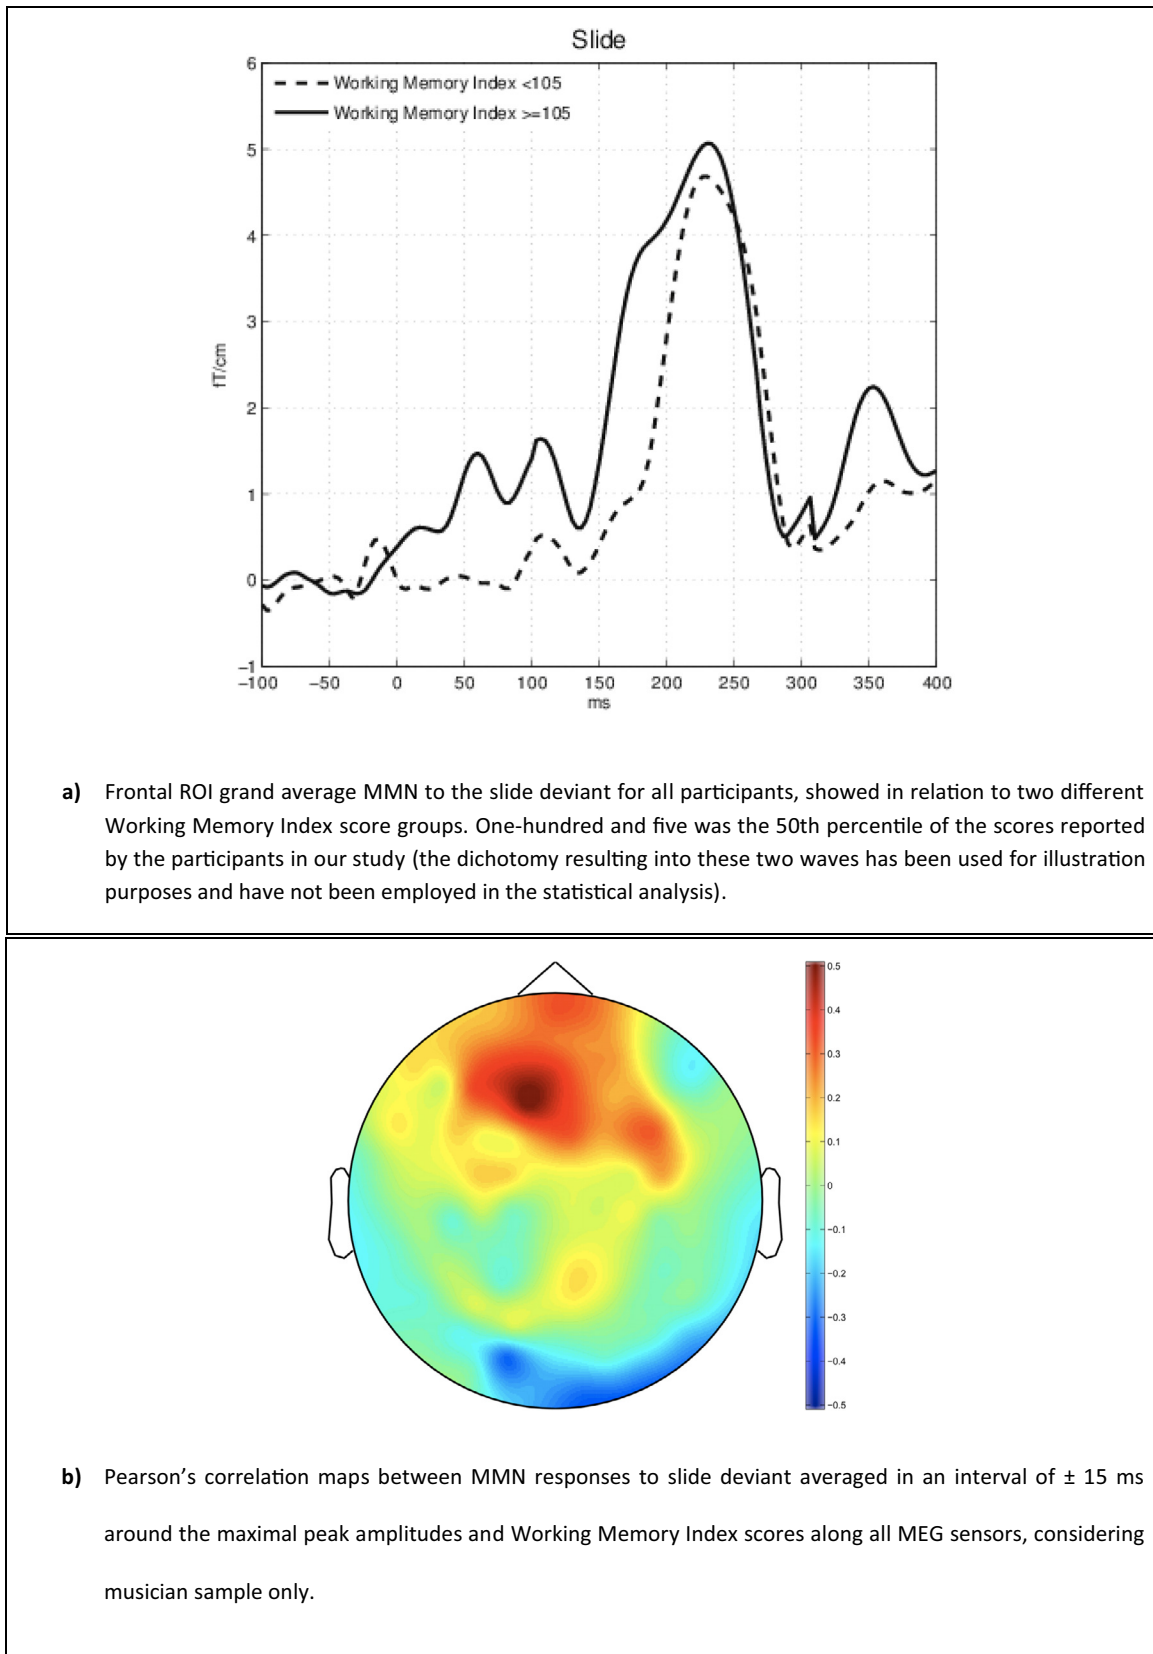 Slide
6
Working Memory Index <105
Working Memory Index >=105
5
4
3
fT/cm
2
1
0
−1
−100 −50 0 50 100 150 200 250 300 350 400
ms
a) Frontal ROI grand average MMN to the slide deviant for all participants, showed in relation to two different
Working Memory Index score groups. One-hundred and five was the 50th percentile of the scores reported
by the participants in our study (the dichotomy resulting into these two waves has been used for illustration
purposes and have not been employed in the statistical analysis).
0.5
0.4
0.3
0.2
0.1
0
−0.1
−0.2
−0.3
−0.4
−0.5
b) Pearson’s correlation maps between MMN responses to slide deviant averaged in an interval of ± 15 ms
around the maximal peak amplitudes and Working Memory Index scores along all MEG sensors, considering
musician sample only.